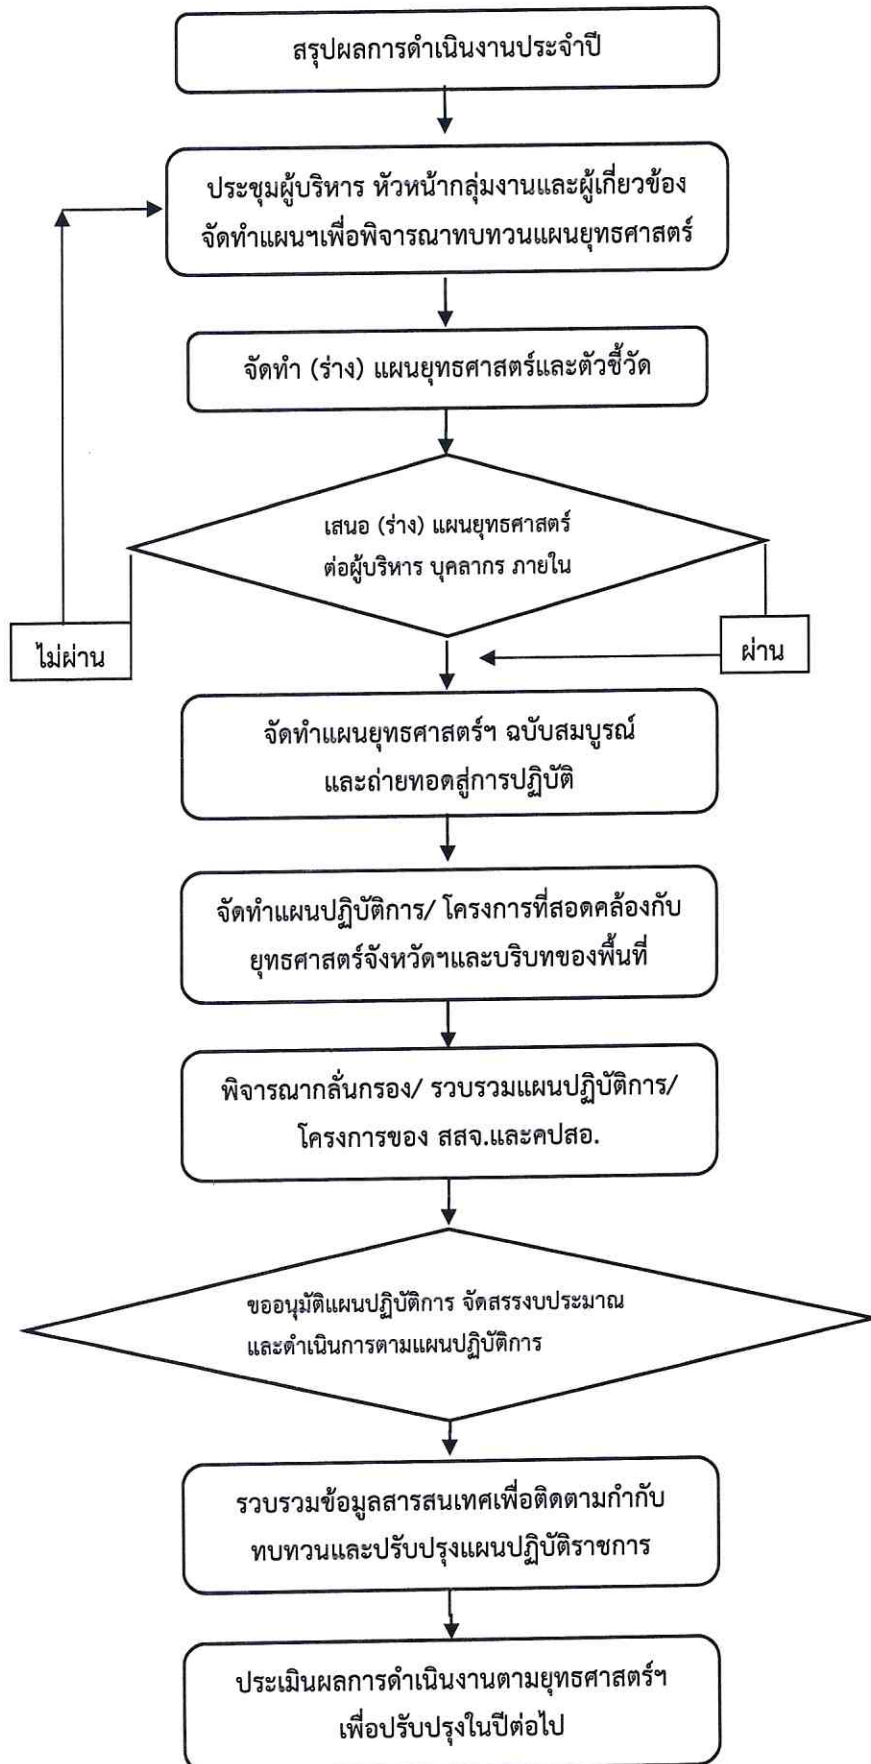 สรุปผลการดำเนินงานประจำปี
ประชุมผู้บริหาร หัวหน้ากลุ่มงานและผู้เกี่ยวข้อง
จัดทำแผนฯเพื่อพิจารณาทบทวนแผนยุทธศาสตร์
จัดทำ (ร่าง) แผนยุทธศาสตร์และตัวชี้วัด
เสนอ (ร่าง) แผนยุทธศาสตร์
ต่อผู้บริหาร บุคลากร ภายใน
ไม่ผ่าน
ผ่าน
จัดทำแผนยุทธศาสตร์ฯ ฉบับสมบูรณ์
และถ่ายทอดสู่การปฏิบัติ
จัดทำแผนปฏิบัติการ/ โครงการที่สอดคล้องกับ
ยุทธศาสตร์จังหวัดฯและบริบทของพื้นที่
พิจารณากลั่นกรอง/ รวบรวมแผนปฏิบัติการ/
โครงการของ สสจ.และคปสอ.
ขออนุมัติแผนปฏิบัติการ จัดสรรงบประมาณ
และดำเนินการตามแผนปฏิบัติการ
รวบรวมข้อมูลสารสนเทศเพื่อติดตามกำกับ
ทบทวนและปรับปรุงแผนปฏิบัติราชการ
ประเมินผลการดำเนินงานตามยุทธศาสตร์ฯ
เพื่อปรับปรุงในปีต่อไป